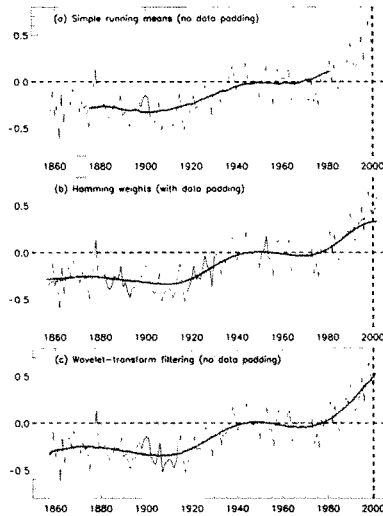 0.5
(a) Simple running means (no data padding)
0.0
-0.5
1860 1880 1900 1920 1940 1960 1980 2000
(b) Hamming weights (with data padding)
0.5
0.0
-0.5
1860 1880 1900 1920 1940 1960 1980 2000
(c) Wavelet-transform filtering (no data padding)
0.5
0.0
-0.5
1860 1880 1900 1920 1940 1960 1980 2000